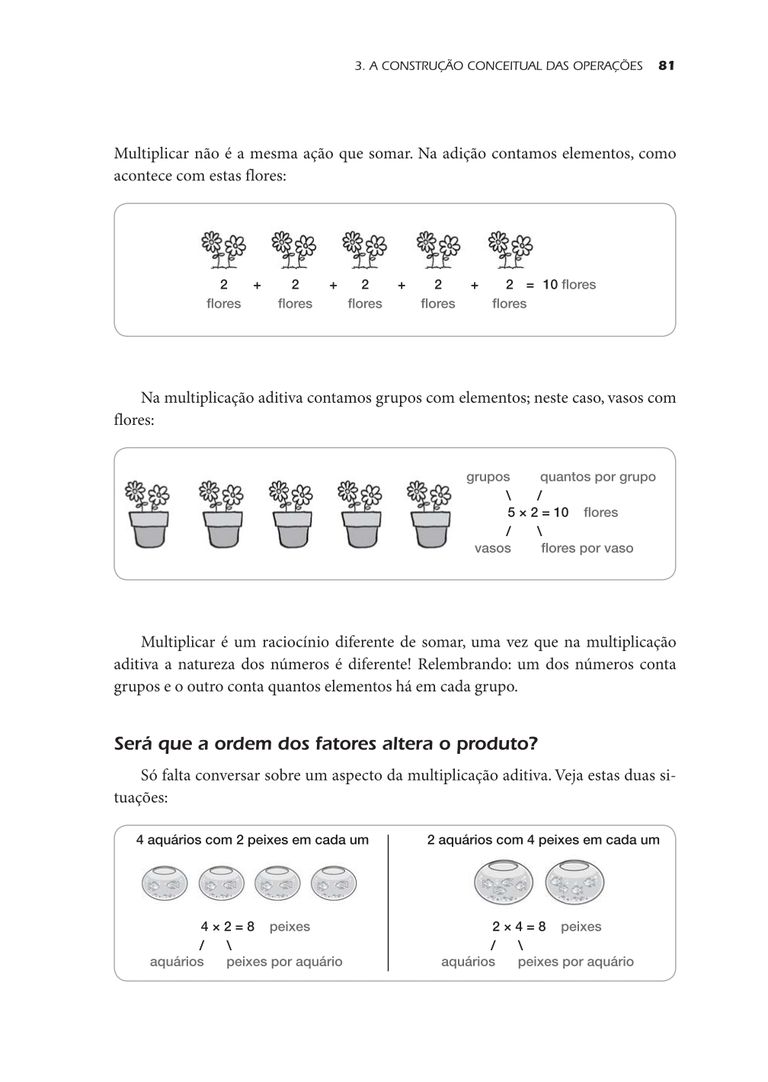 3. A CONSTRUÇÃO CONCEITUAL DAS OPERAÇÕES 81
Multiplicar não é a mesma ação que somar. Na adição contamos elementos, como
acontece com estas flores:
2 + 2 + 2 + 2 + 2 = 10 flores
flores flores flores flores flores
Na multiplicação aditiva contamos grupos com elementos; neste caso, vasos com
flores:
grupos quantos por grupo
\ /
5 × 2 = 10 flores
/ \
vasos flores por vaso
Multiplicar é um raciocínio diferente de somar, uma vez que na multiplicação
aditiva a natureza dos números é diferente! Relembrando: um dos números conta
grupos e o outro conta quantos elementos há em cada grupo.
Será que a ordem dos fatores altera o produto?
Só falta conversar sobre um aspecto da multiplicação aditiva. Veja estas duas si-
tuações:
4 aquários com 2 peixes em cada um
4 × 2 = 8 peixes
/ \
aquários peixes por aquário
2 aquários com 4 peixes em cada um
2 × 4 = 8 peixes
/ \
aquários peixes por aquário